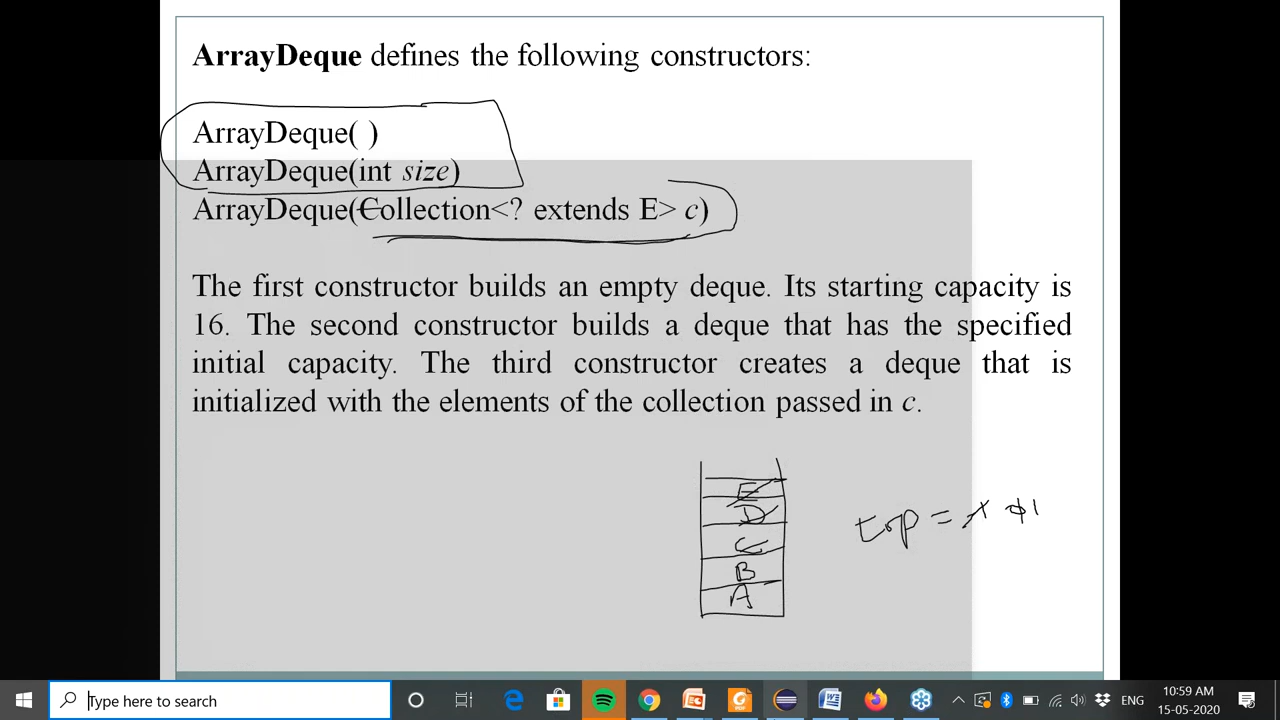 ArrayDeque defines the following constructors:
ArrayDeque( )
ArrayDeque(int size)
ArrayDeque(Collection<? extends E> c)
The first constructor builds an empty deque. Its starting capacity is
16. The second constructor builds a deque that has the specified
initial capacity. The third constructor creates a deque that is
initialized with the elements of the collection passed in c.
E
D
C
B
A
top =
Type here to search
ENG
10:59 AM
15-05-2020